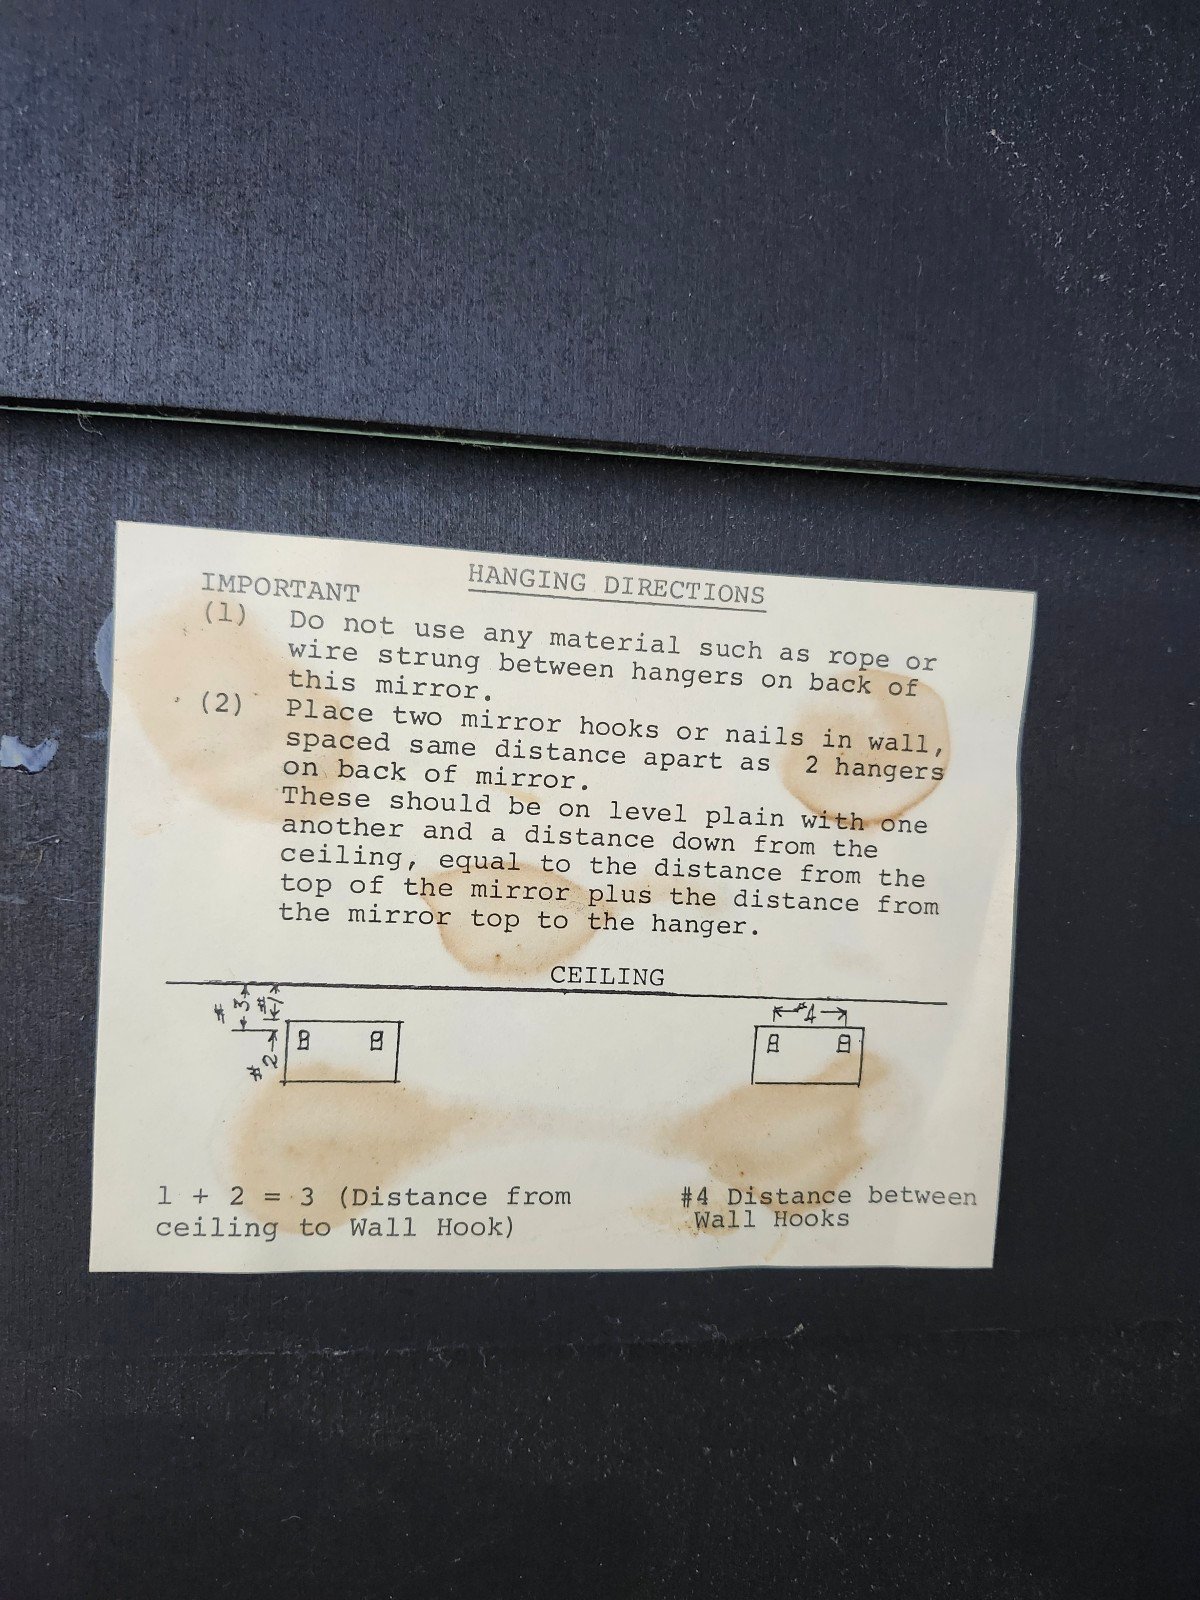 HANGING DIRECTIONS
IMPORTANT
(1) Do not use any material such as rope or
wire strung between hangers on back of
this mirror.
(2) Place two mirror hooks or nails in wall,
spaced same distance apart as 2 hangers
on back of mirror.
These should be on level plain with one
another and a distance down from the
ceiling, equal to the distance from the
top of the mirror plus the distance from
the mirror top to the hanger.
CEILING
#3 #1
#2
#4
1 + 2 = 3 (Distance from
ceiling to Wall Hook)
#4 Distance between
Wall Hooks